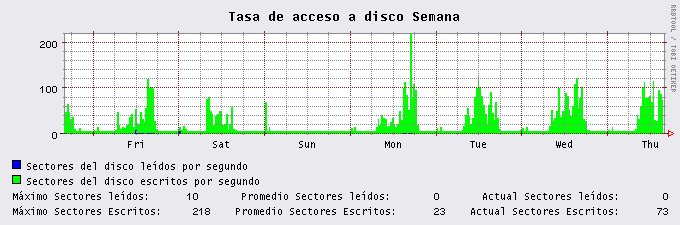 Tasa de acceso a disco Semana
RRDTOOL / TOBI OETIKER
200
100
0
Fri Sat Sun Mon Tue Wed Thu
Sectores del disco leídos por segundo
Sectores del disco escritos por segundo
Máximo Sectores leídos: 10 Promedio Sectores leídos: 0 Actual Sectores leídos: 0
Máximo Sectores Escritos: 218 Promedio Sectores Escritos: 23 Actual Sectores Escritos: 73